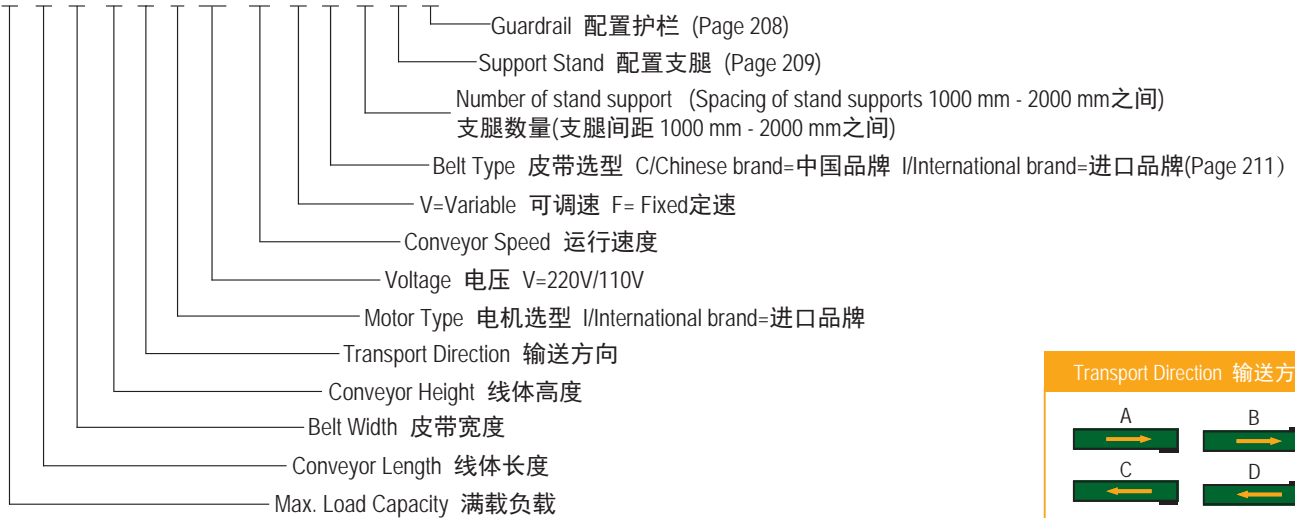 Guardrail 配置护栏 (Page 208)
Support Stand 配置支腿 (Page 209)
Number of stand support (Spacing of stand supports 1000 mm - 2000 mm之间)
支腿数量(支腿间距 1000 mm - 2000 mm之间)
Belt Type 皮带选型 C/Chinese brand=中国品牌 I/International brand=进口品牌(Page 211）
V=Variable 可调速 F= Fixed定速
Conveyor Speed 运行速度
Voltage 电压 V=220V/110V
Motor Type 电机选型 I/International brand=进口品牌
Transport Direction 输送方向
Conveyor Height 线体高度
Belt Width 皮带宽度
Conveyor Length 线体长度
Max. Load Capacity 满载负载
Transport Direction 输送方
A B
C D